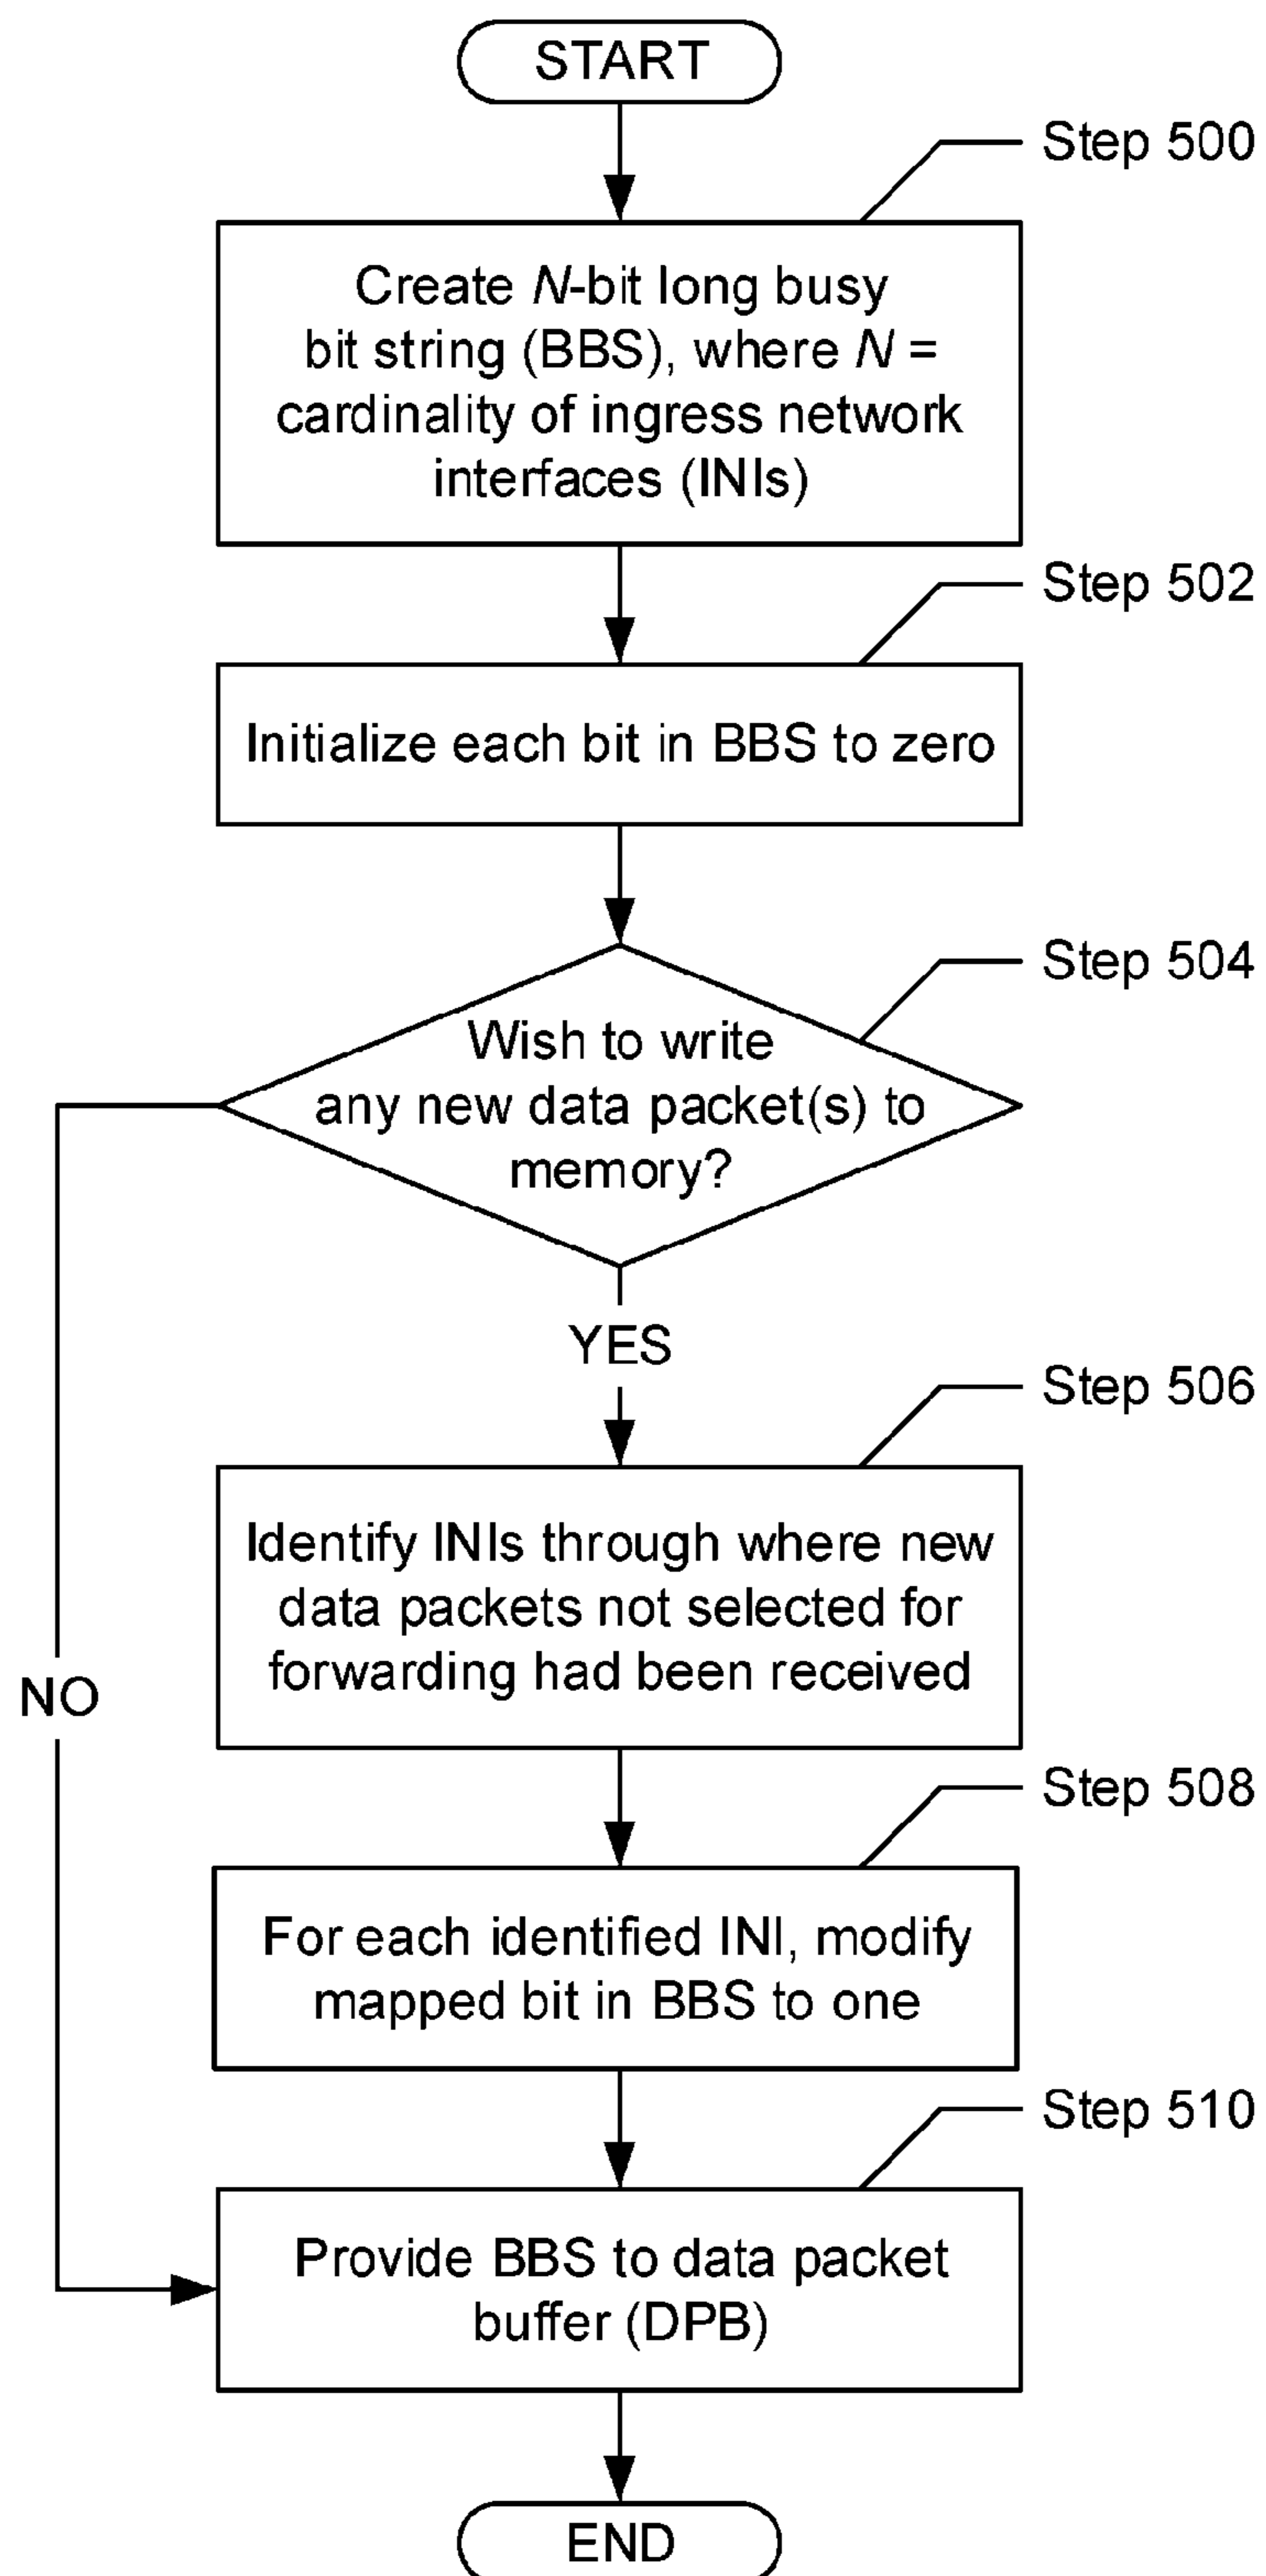 START
Step 500
Create N-bit long busy
bit string (BBS), where N =
cardinality of ingress network
interfaces (INIs)
Step 502
Initialize each bit in BBS to zero
Step 504
Wish to write
any new data packet(s) to
memory?
YES
Step 506
Identify INIs through where new
data packets not selected for
forwarding had been received
NO
Step 508
For each identified INI, modify
mapped bit in BBS to one
Step 510
Provide BBS to data packet
buffer (DPB)
END